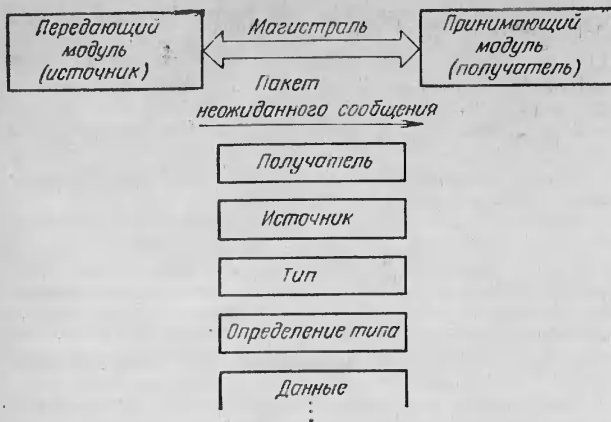 Передающий
модуль
(источник)
Магистраль
Принимающий
модуль
(получатель)
Пакет
неожиданного сообщения
Получатель
Источник
Тип
Определение типа
Данные